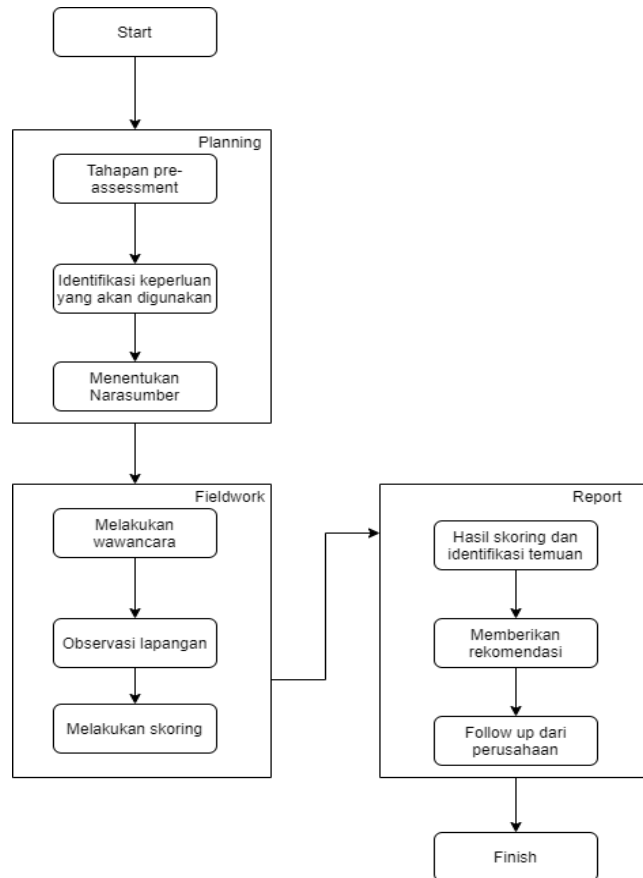 Start
Planning
Tahapan pre-
assessment
Identifikasi keperluan
yang akan digunakan
Menentukan
Narasumber
Fieldwork
Melakukan
wawancara
Observasi lapangan
Melakukan skoring
Report
Hasil skoring dan
identifikasi temuan
Memberikan
rekomendasi
Follow up dari
perusahaan
Finish